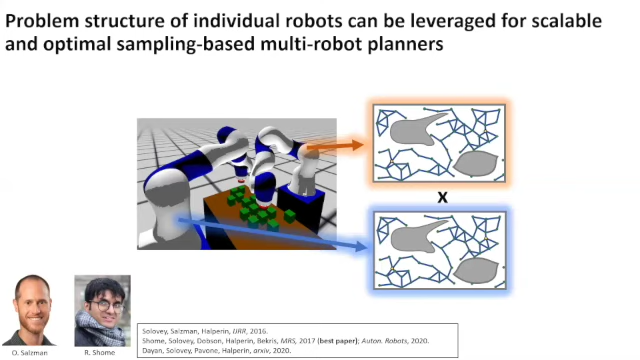 Problem structure of individual robots can be leveraged for scalable
and optimal sampling-based multi-robot planners
X
O. Salzman
R. Shome
Solovey, Salzman, Halperin, IJRR, 2016.
Shome, Solovey, Dobson, Halperin, Bekris, MRS, 2017 (best paper); Auton. Robots, 2020.
Dayan, Solovey, Pavone, Halperin, arxiv, 2020.